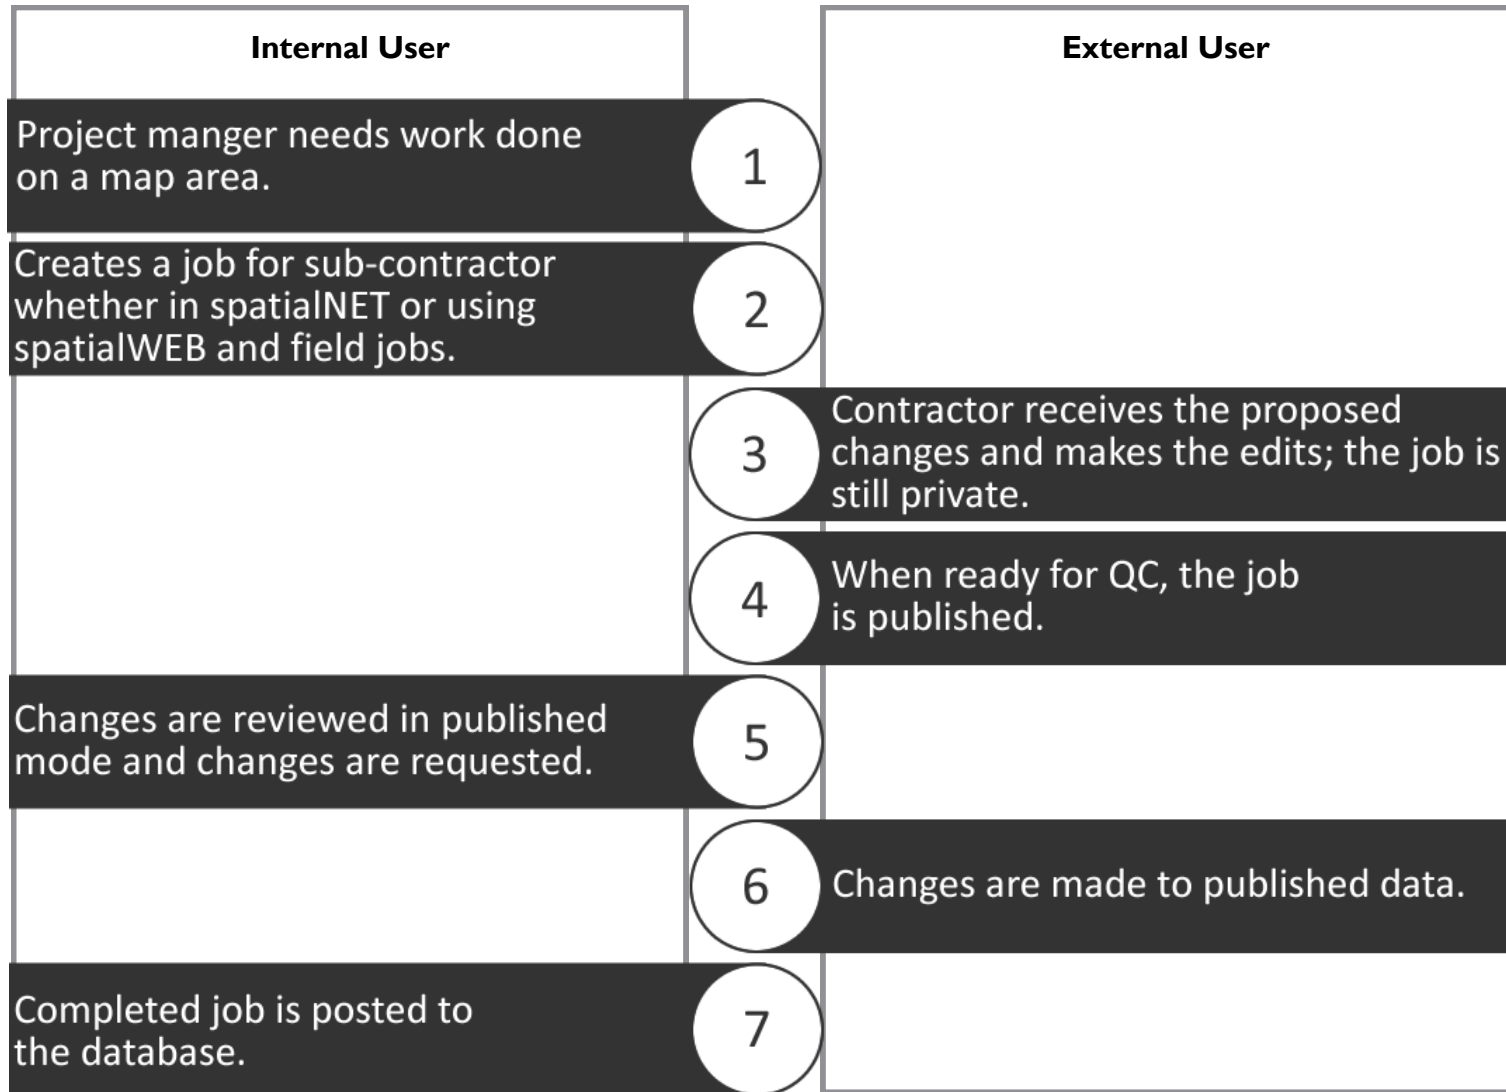 Internal User
External User
Project manger needs work done
on a map area.
1
Creates a job for sub-contractor
whether in spatialNET or using
spatialWEB and field jobs.
2
3
Contractor receives the proposed
changes and makes the edits; the job is
still private.
4
When ready for QC, the job
is published.
Changes are reviewed in published
mode and changes are requested.
5
6
Changes are made to published data.
Completed job is posted to
the database.
7